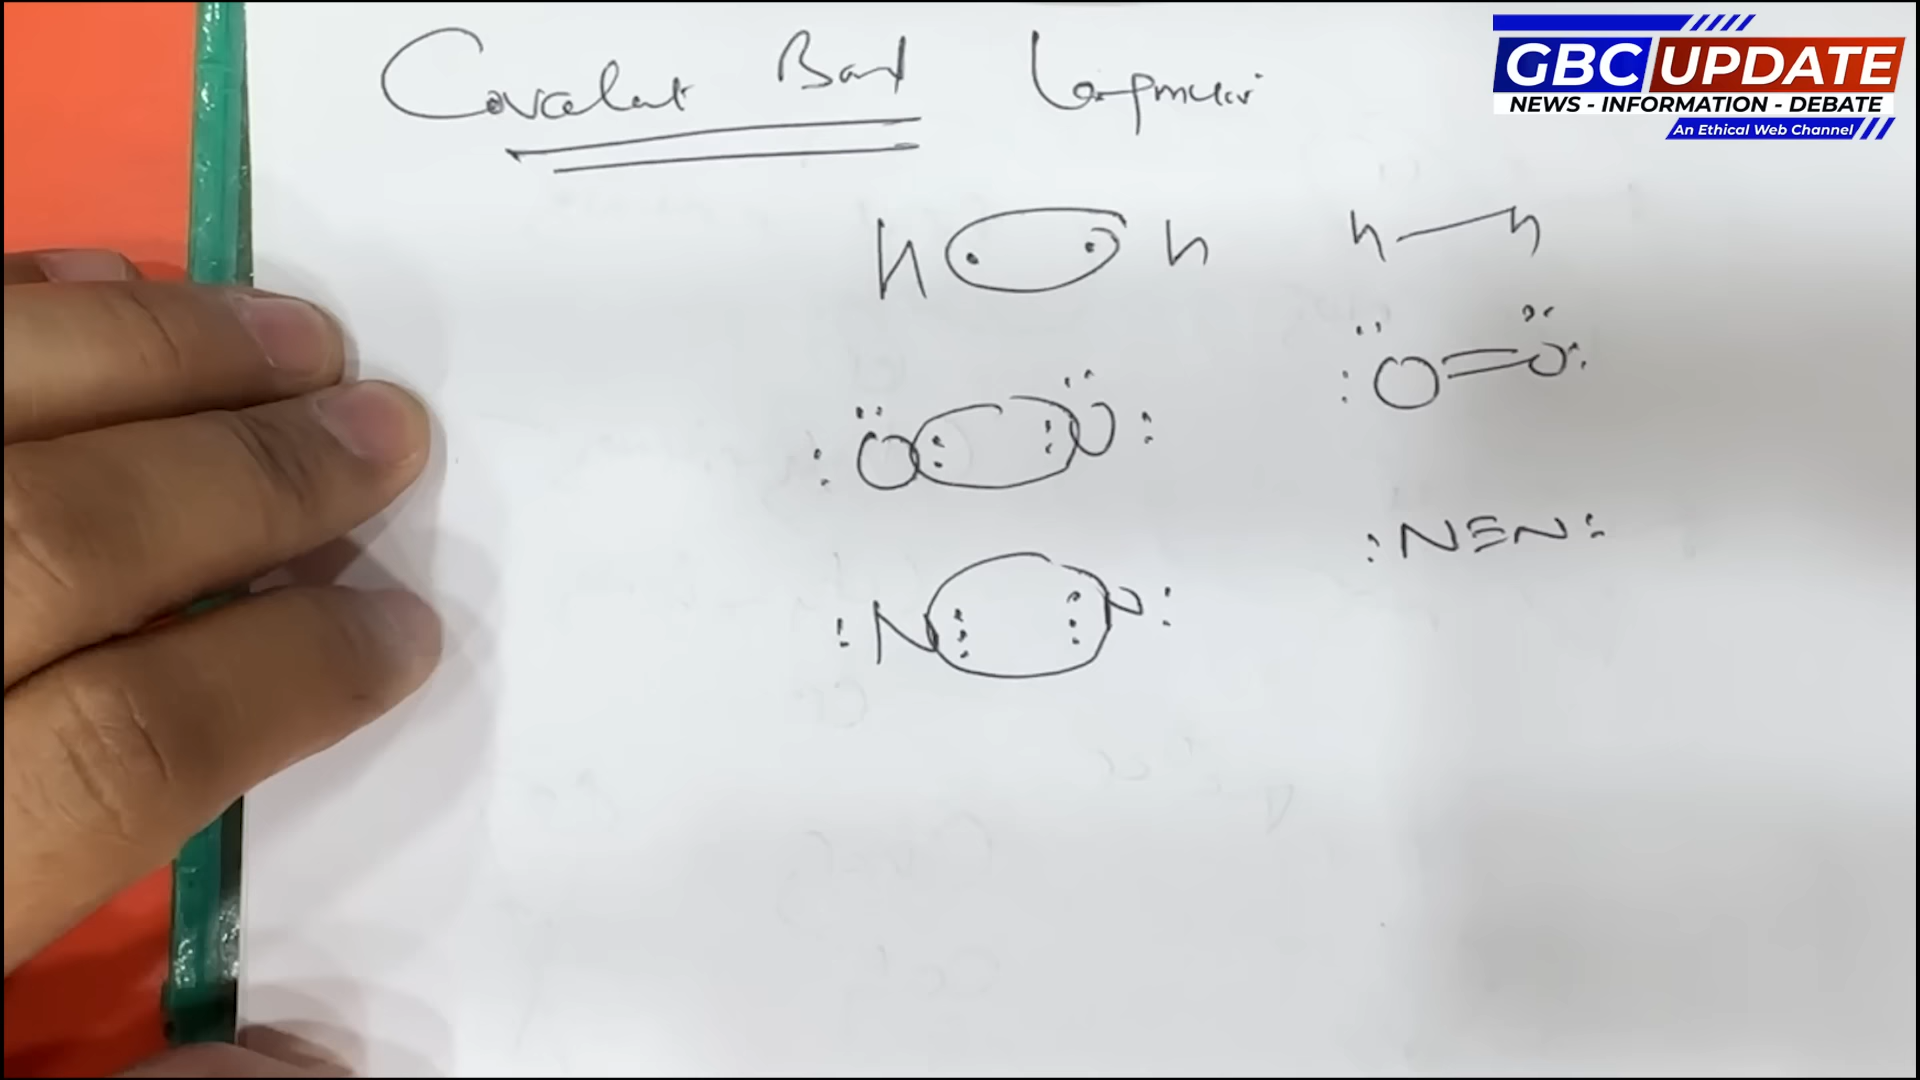 Covalent Bond
GBC UPDATE
NEWS - INFORMATION - DEBATE
An Ethical Web Channel
H . . H H — H
:Ö: :Ö: :Ö=Ö:
:N⋮ ⋮N: :N≡N: